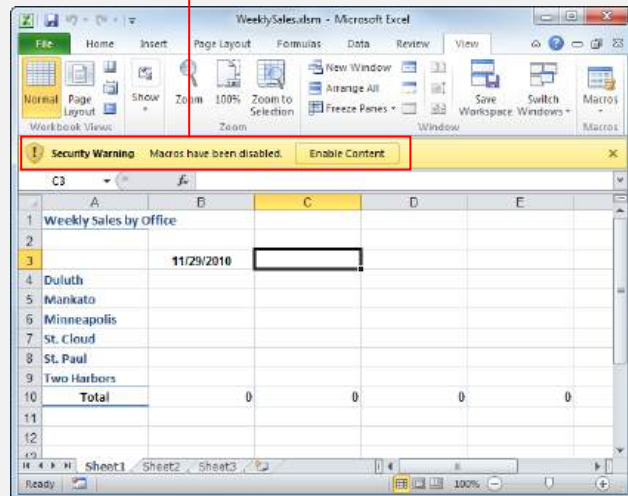 WeeklySales.xlsm - Microsoft Excel
File Home Insert Page Layout Formulas Data Review View
Normal Page Layout Show Zoom 100% Zoom to Selection New Window Arrange All Freeze Panes Save Workspace Switch Windows Macros
Workbook Views Zoom Window Macros
Security Warning Macros have been disabled. Enable Content
C3 fx
A B C D E
1 Weekly Sales by Office
2
3 11/29/2010
4 Duluth
5 Mankato
6 Minneapolis
7 St. Cloud
8 St. Paul
9 Two Harbors
10 Total 0 0 0 0
11
12
13
Sheet1 Sheet2 Sheet3
Ready 100%